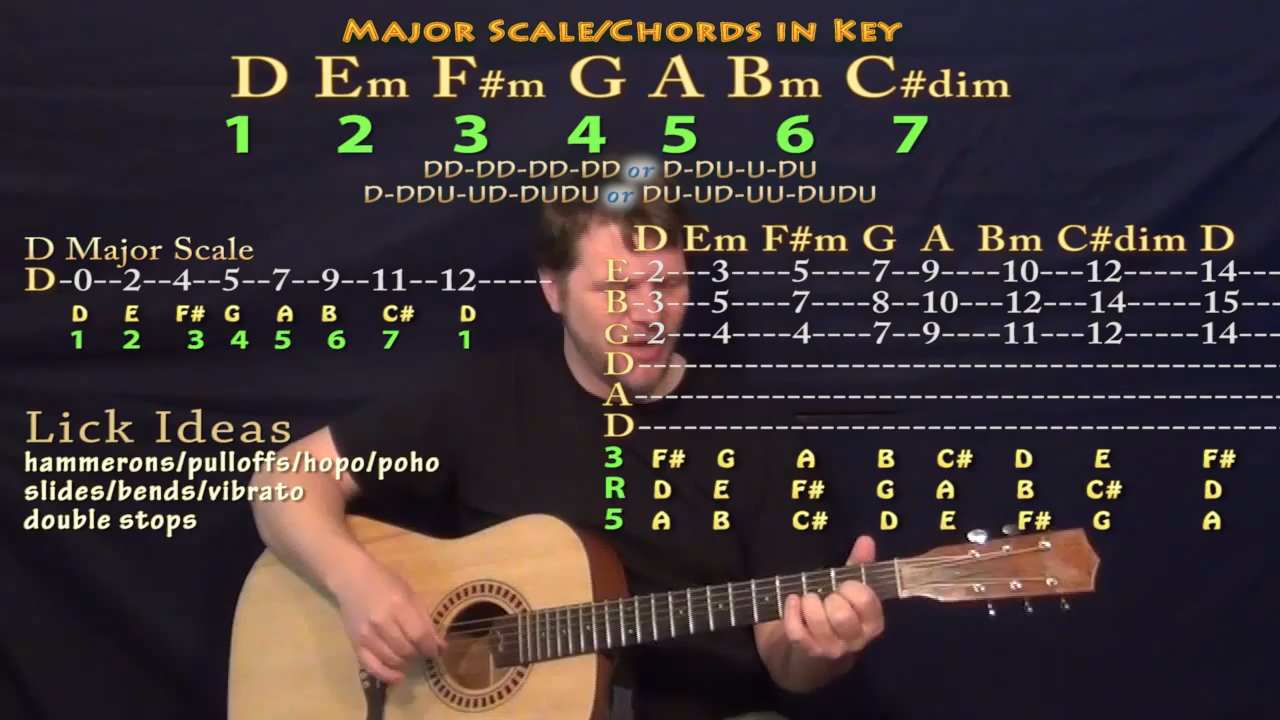 Major Scale/Chords in Key
D Em F#m G A Bm C#dim
1 2 3 4 5 6 7
DD-DD-DD-DD or D-DU-U-DU
D-DDU-UD-DUDU or DU-UD-UU-DUDU
D Major Scale
D-0--2--4--5--7--9--11--12-----
D E F# G A B C# D
1 2 3 4 5 6 7 1
D Em F#m G A Bm C#dim D
E-2---3----5----7--9----10---12-----14---
B-3---5----7----8--10---12---14-----15---
G-2---4----4----7--9----11---12-----14---
D----------------------------------------
A----------------------------------------
D----------------------------------------
3 F# G A B C# D E F#
R D E F# G A B C# D
5 A B C# D E F# G A
Lick Ideas
hammerons/pulloffs/hopo/poho
slides/bends/vibrato
double stops